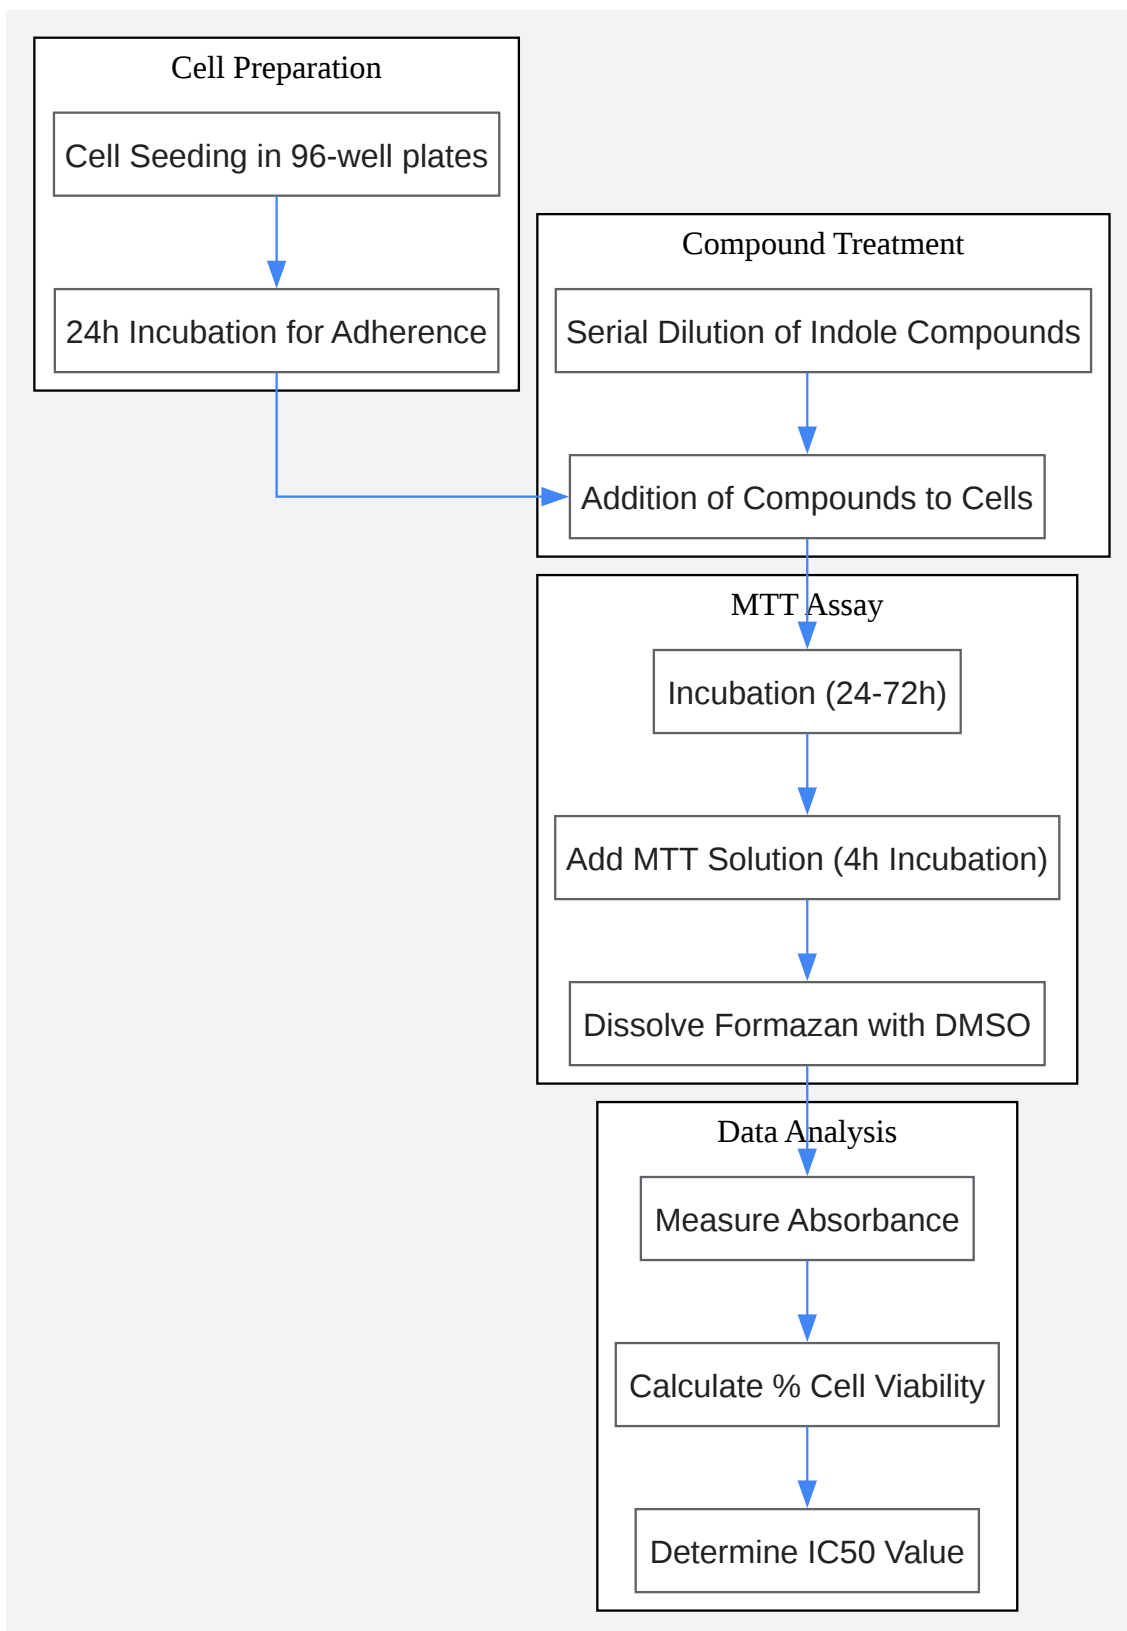 Cell Preparation
Cell Seeding in 96-well plates
24h Incubation for Adherence
Compound Treatment
Serial Dilution of Indole Compounds
Addition of Compounds to Cells
MTT Assay
Incubation (24-72h)
Add MTT Solution (4h Incubation)
Dissolve Formazan with DMSO
Data Analysis
Measure Absorbance
Calculate % Cell Viability
Determine IC50 Value